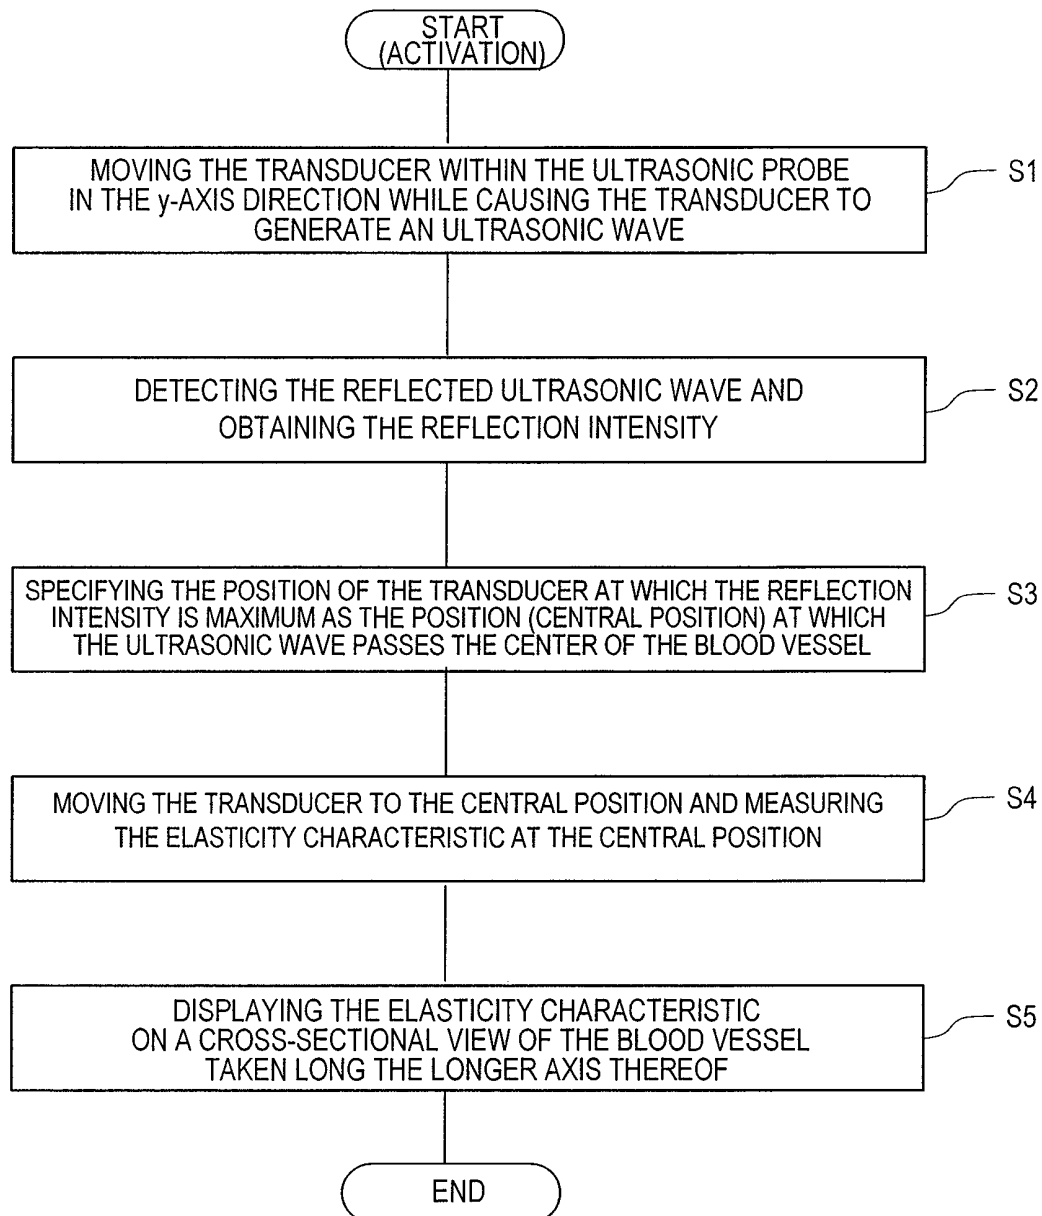 START
(ACTIVATION)
MOVING THE TRANSDUCER WITHIN THE ULTRASONIC PROBE
IN THE y-AXIS DIRECTION WHILE CAUSING THE TRANSDUCER TO
GENERATE AN ULTRASONIC WAVE
S1
DETECTING THE REFLECTED ULTRASONIC WAVE AND
OBTAINING THE REFLECTION INTENSITY
S2
SPECIFYING THE POSITION OF THE TRANSDUCER AT WHICH THE REFLECTION
INTENSITY IS MAXIMUM AS THE POSITION (CENTRAL POSITION) AT WHICH
THE ULTRASONIC WAVE PASSES THE CENTER OF THE BLOOD VESSEL
S3
MOVING THE TRANSDUCER TO THE CENTRAL POSITION AND MEASURING
THE ELASTICITY CHARACTERISTIC AT THE CENTRAL POSITION
S4
DISPLAYING THE ELASTICITY CHARACTERISTIC
ON A CROSS-SECTIONAL VIEW OF THE BLOOD VESSEL
TAKEN LONG THE LONGER AXIS THEREOF
S5
END